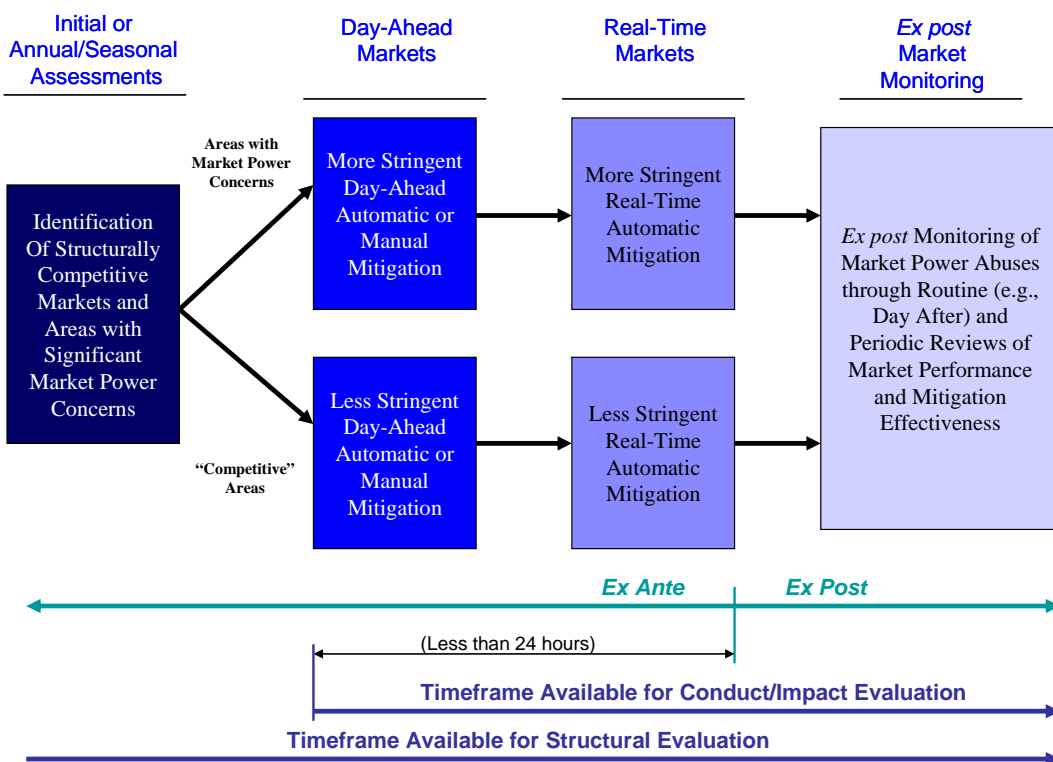 Initial or
Annual/Seasonal
Assessments
Day-Ahead
Markets
Real-Time
Markets
Ex post
Market
Monitoring
Areas with
Market Power
Concerns
Identification
Of Structurally
Competitive
Markets and
Areas with
Significant
Market Power
Concerns
More Stringent
Day-Ahead
Automatic or
Manual
Mitigation
More Stringent
Real-Time
Automatic
Mitigation
Ex post Monitoring of
Market Power Abuses
through Routine (e.g.,
Day After) and
Periodic Reviews of
Market Performance
and Mitigation
Effectiveness
"Competitive"
Areas
Less Stringent
Day-Ahead
Automatic or
Manual
Mitigation
Less Stringent
Real-Time
Automatic
Mitigation
Ex Ante
Ex Post
(Less than 24 hours)
Timeframe Available for Conduct/Impact Evaluation
Timeframe Available for Structural Evaluation